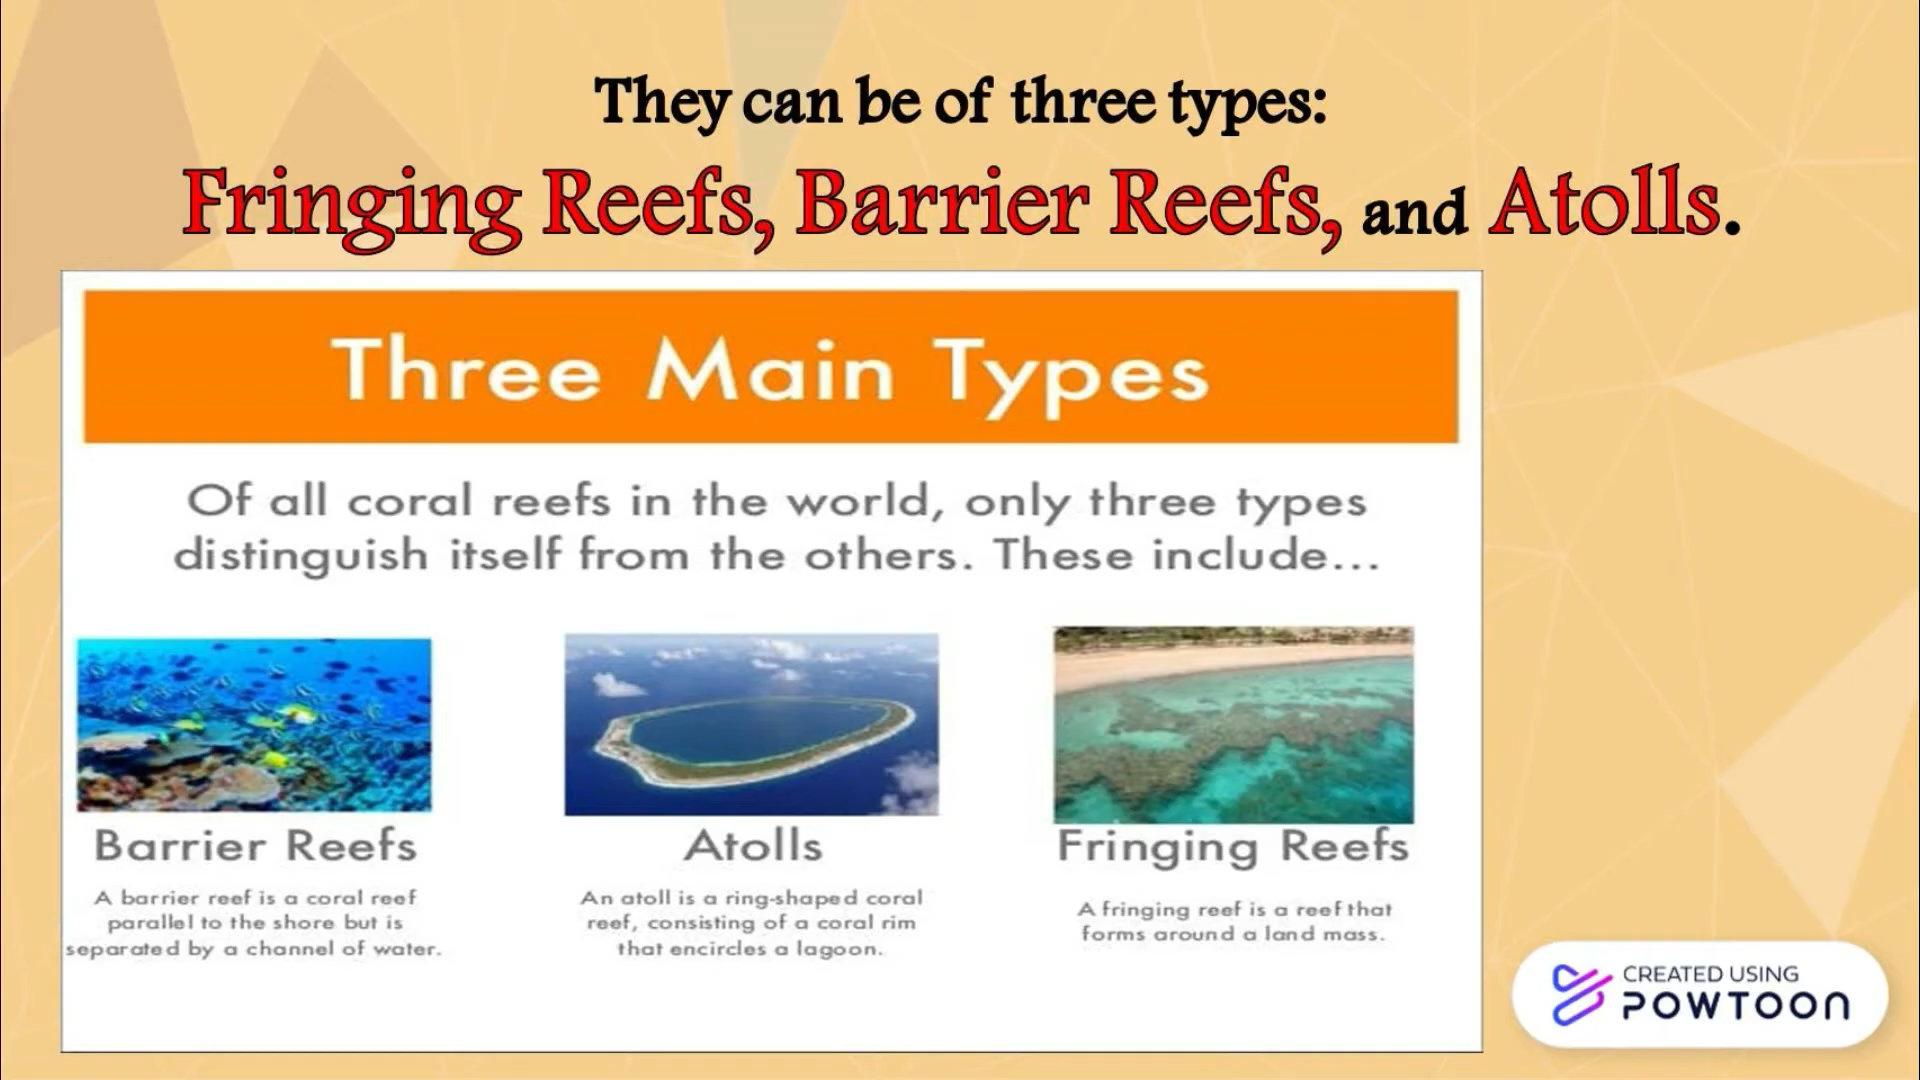 They can be of three types:
Fringing Reefs, Barrier Reefs, and Atolls.
Three Main Types
Of all coral reefs in the world, only three types
distinguish itself from the others. These include...
Barrier Reefs
A barrier reef is a coral reef
parallel to the shore but is
separated by a channel of water.
Atolls
An atoll is a ring-shaped coral
reef, consisting of a coral rim
that encircles a lagoon.
Fringing Reefs
A fringing reef is a reef that
forms around a land mass.
CREATED USING
POWTOON